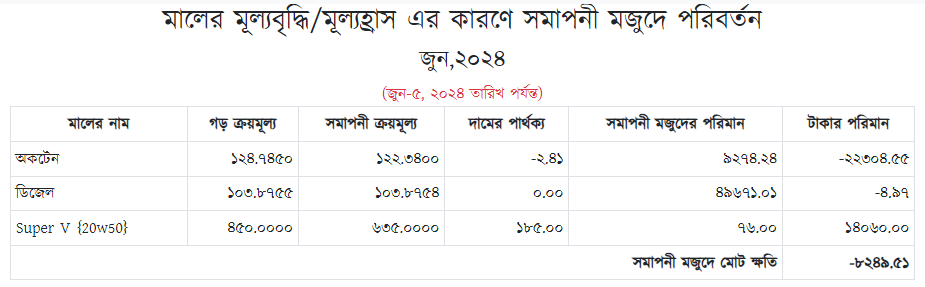 মালের মূল্যবৃদ্ধি/মূল্যহ্রাস এর কারণে সমাপনী মজুদে পরিবর্তন
জুন,২০২৪
(জুন-৫, ২০২৪ তারিখ পর্যন্ত)
মালের নাম গড় ক্রয়মূল্য সমাপনী ক্রয়মূল্য দামের পার্থক্য সমাপনী মজুদের পরিমান টাকার পরিমান
অকটেন ১২৪.৭৪৫০ ১২২.৩৪০০ -২.৪১ ৯২৭৪.২৪ -২২৩০৪.৫৫
ডিজেল ১০৩.৮৭৫৫ ১০৩.৮৭৫৪ ০.০০ ৪৯৬৭১.০১ -৪.৯৭
Super V {20w50} ৪৫০.০০০০ ৬৩৫.০০০০ ১৮৫.০০ ৭৬.০০ ১৪০৬০.০০
সমাপনী মজুদে মোট ক্ষতি -৮২৪৯.৫১